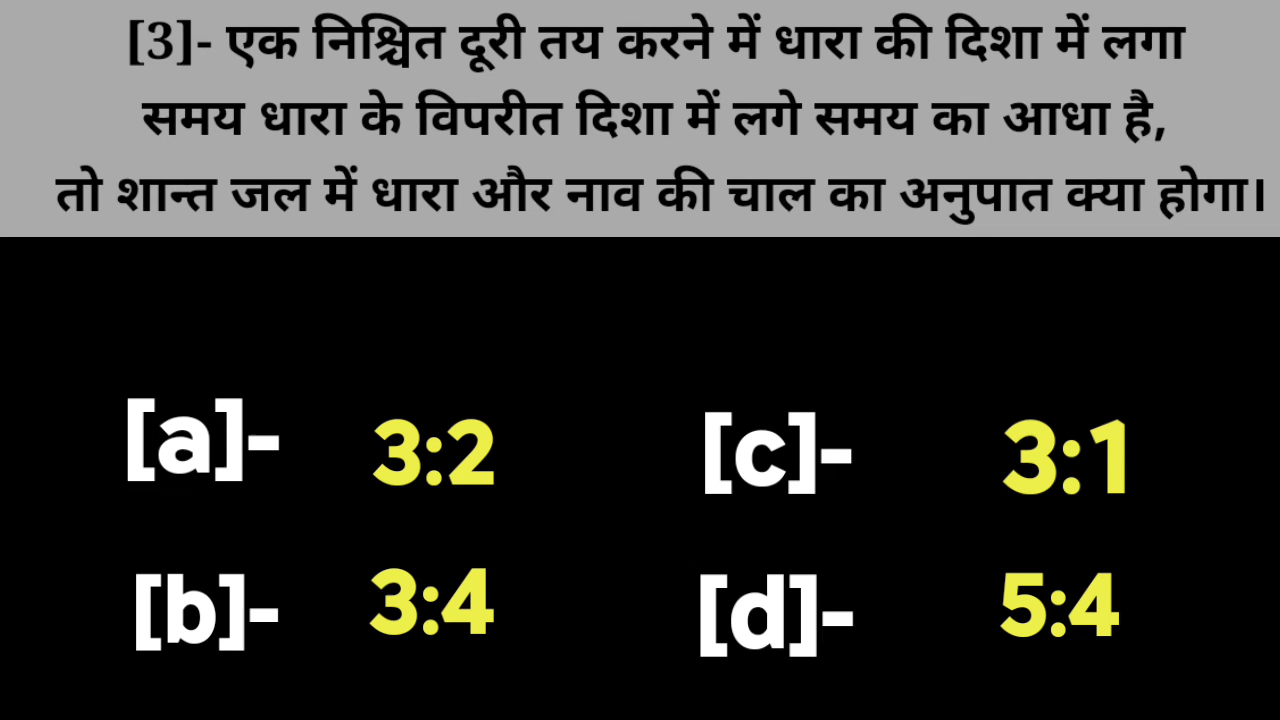 [3]- एक निश्चित दूरी तय करने में धारा की दिशा में लगा
समय धारा के विपरीत दिशा में लगे समय का आधा है,
तो शान्त जल में धारा और नाव की चाल का अनुपात क्या होगा।
[a]- 3:2 [c]- 3:1
[b]- 3:4 [d]- 5:4